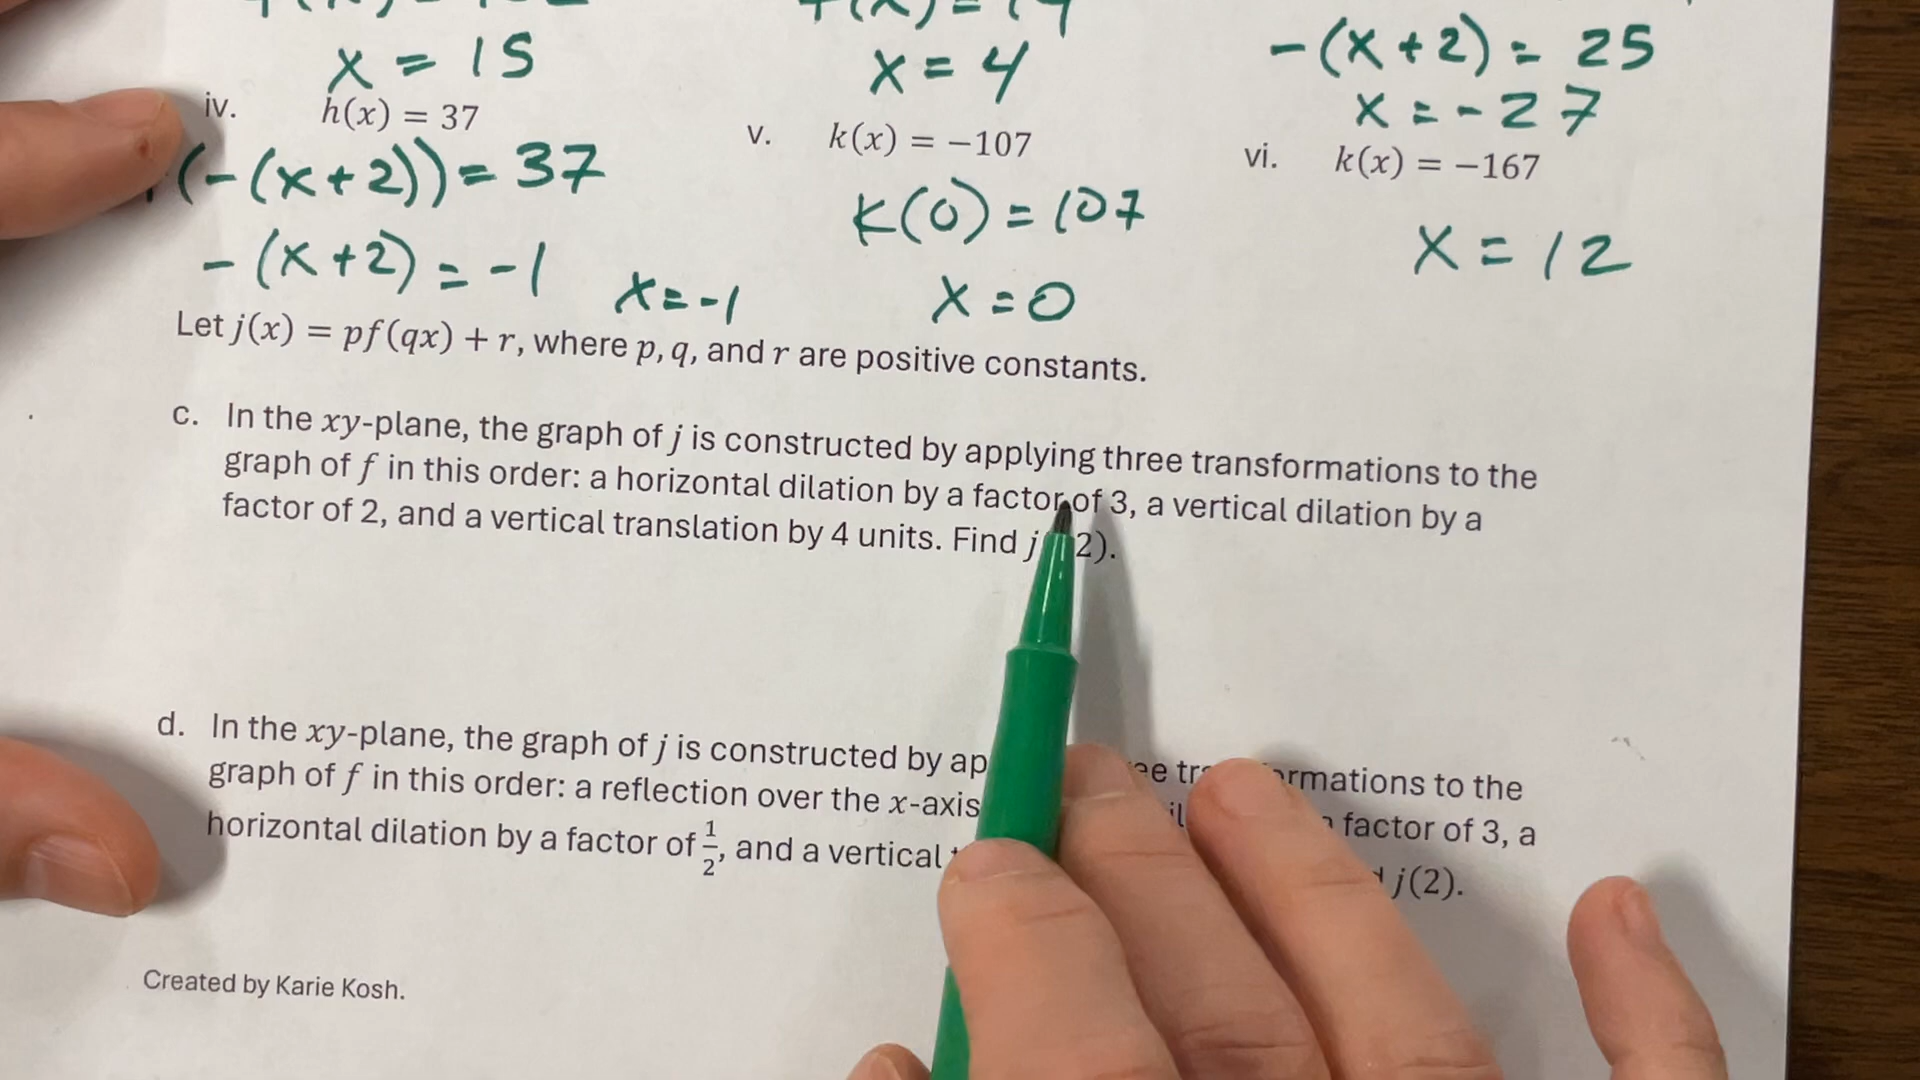 x = 15
x = 4
-(x+2) = 25
x = -27
iv. h(x) = 37
v. k(x) = −107
vi. k(x) = −167
(-(x+2)) = 37
k(0) = 107
x = 12
-(x+2) = -1 x = -1
x = 0
Let j(x) = pf(qx) + r, where p, q, and r are positive constants.
c. In the xy-plane, the graph of j is constructed by applying three transformations to the
graph of f in this order: a horizontal dilation by a factor of 3, a vertical dilation by a
factor of 2, and a vertical translation by 4 units. Find j 2).
d. In the xy-plane, the graph of j is constructed by to the
graph of f in this order: a reflection over the x-axis factor of 3, a
horizontal dilation by a factor of 1/2, and a vertical j(2).
Created by Karie Kosh.